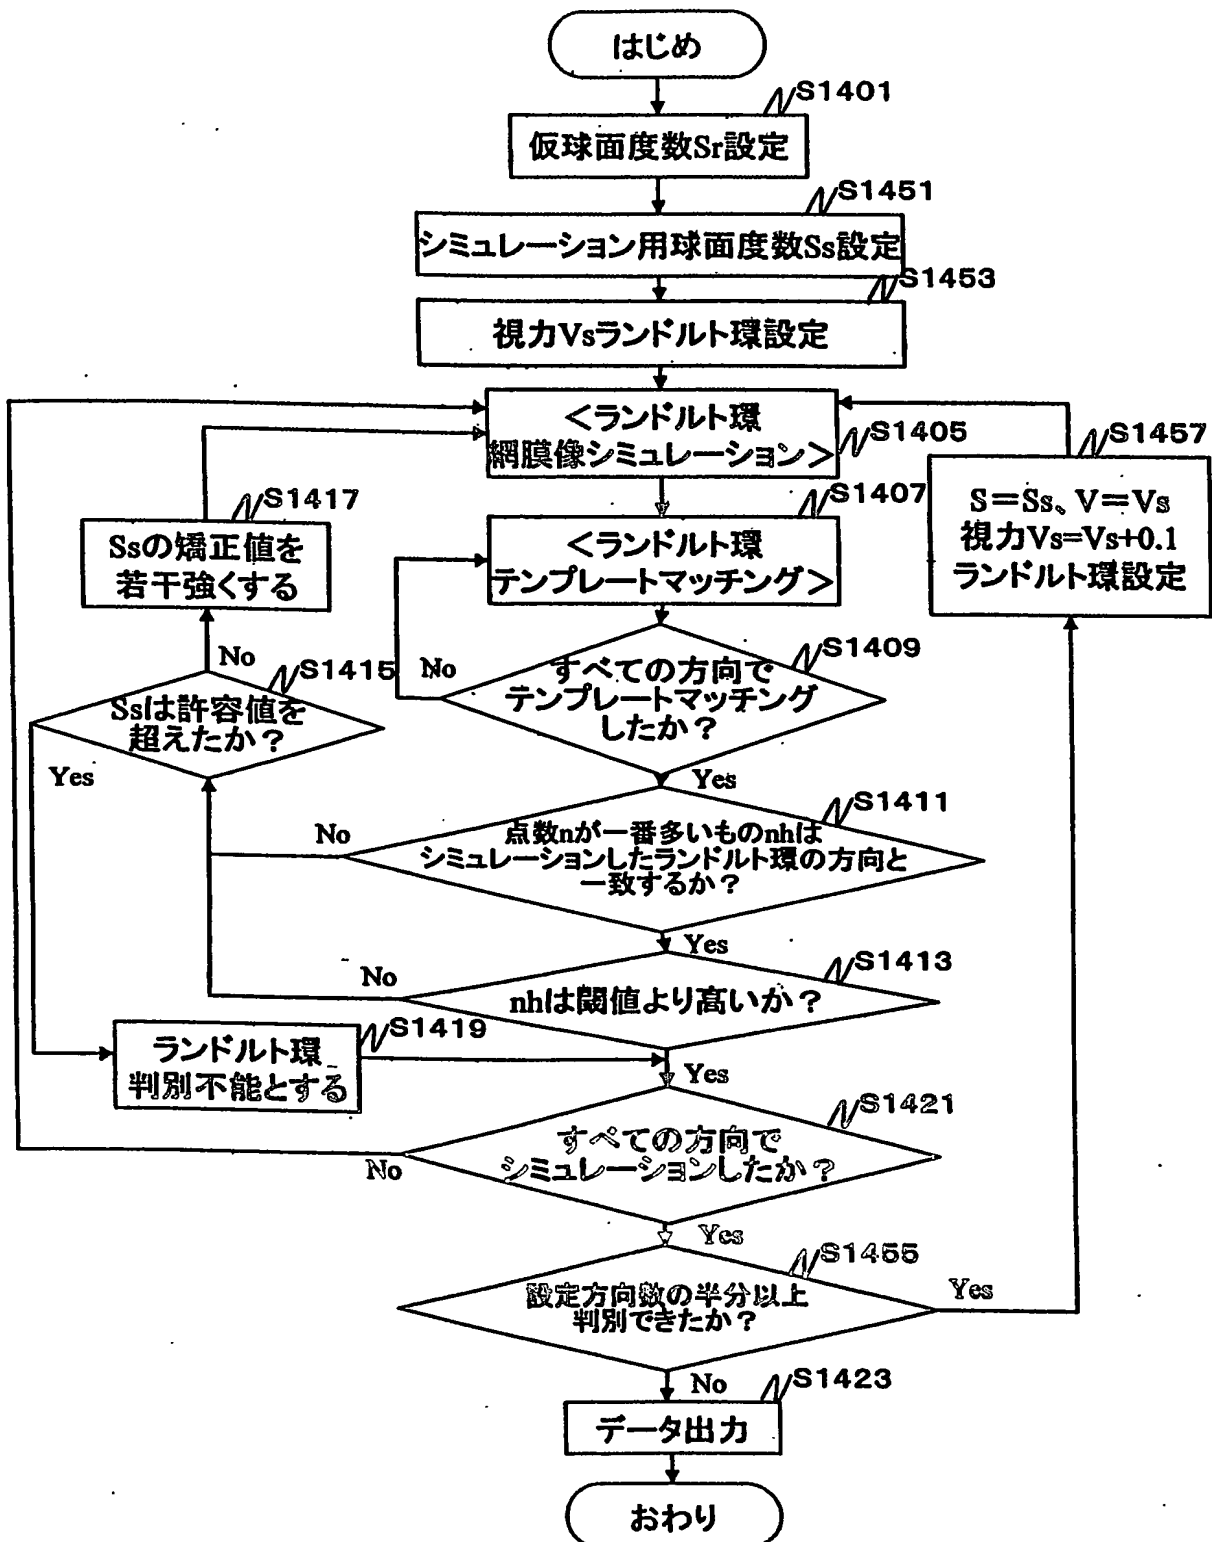 はじめ
S1401
仮球面度数Sr設定
S1451
シミュレーション用球面度数Ss設定
S1453
視力Vsランドルト環設定
<ランドルト環
網膜像シミュレーション>
S1405
S1457
S=Ss、V=Vs
視力Vs=Vs+0.1
ランドルト環設定
S1417
Ssの矯正値を
若干強くする
S1407
<ランドルト環
テンプレートマッチング>
No
S1415
Ssは許容値を
超えたか？
Yes
No
S1409
すべての方向で
テンプレートマッチング
したか？
Yes
No
S1411
点数nが一番多いものnhは
シミュレーションしたランドルト環の方向と
一致するか？
Yes
No
S1413
nhは閾値より高いか？
S1419
ランドルト環
判別不能とする
Yes
S1421
すべての方向で
シミュレーションしたか？
No
Yes
S1455
設定方向数の半分以上
判別できたか？
Yes
No
S1423
データ出力
おわり